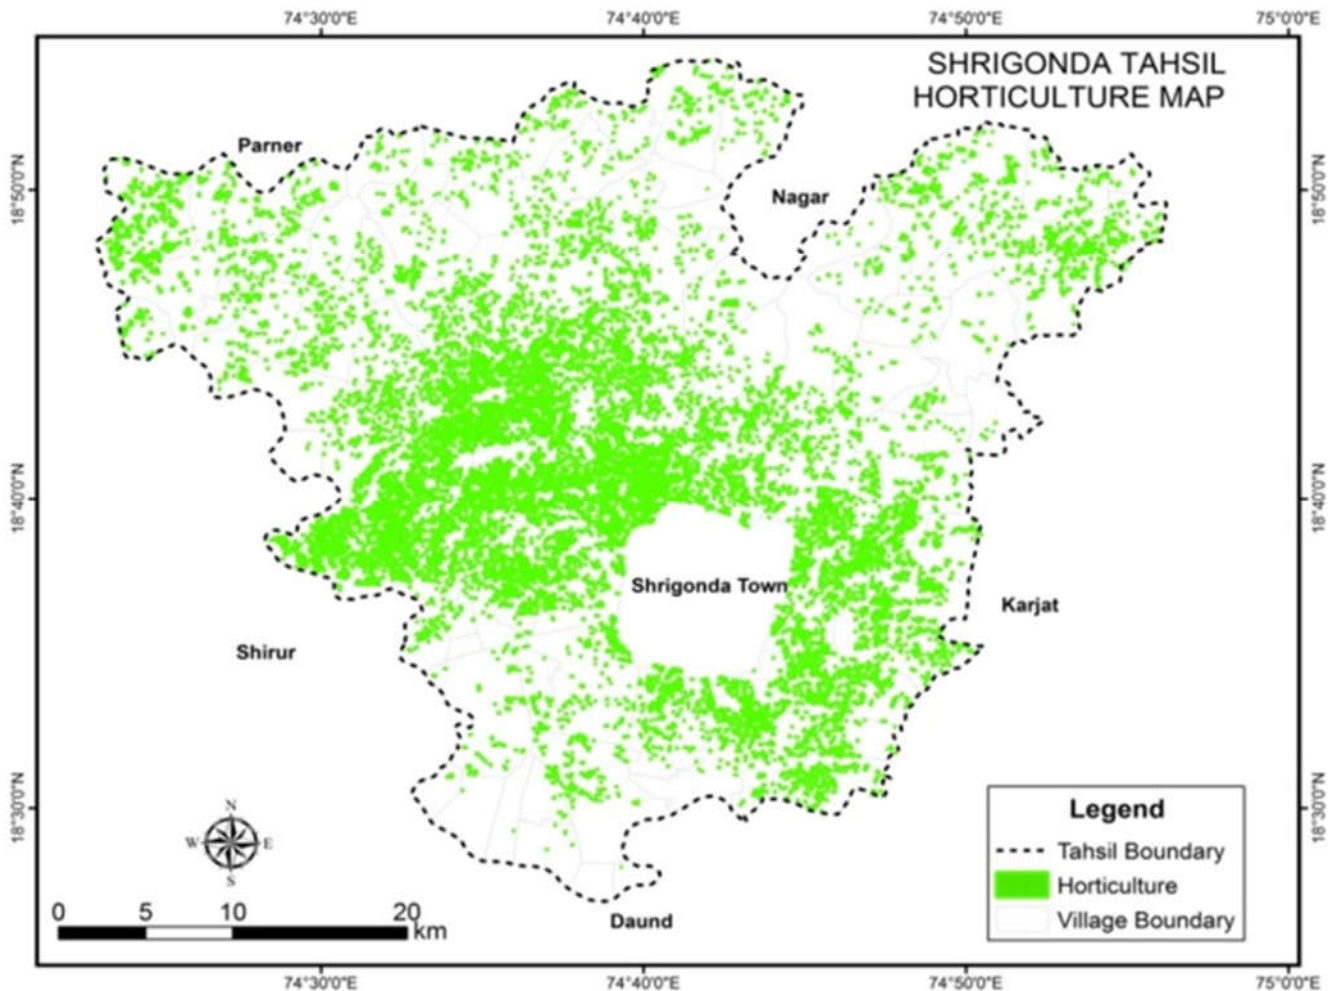 74°30'0"E 74°40'0"E 74°50'0"E 75°0'0"E
SHRIGONDA TAHSIL
HORTICULTURE MAP
Parner
Nagar
18°50'0"N 18°50'0"N
18°40'0"N 18°40'0"N
Shrigonda Town
Karjat
Shirur
18°30'0"N 18°30'0"N
N
W E
S
Legend
Tahsil Boundary
Horticulture
Village Boundary
0 5 10 20
km
Daund
74°30'0"E 74°40'0"E 74°50'0"E 75°0'0"E